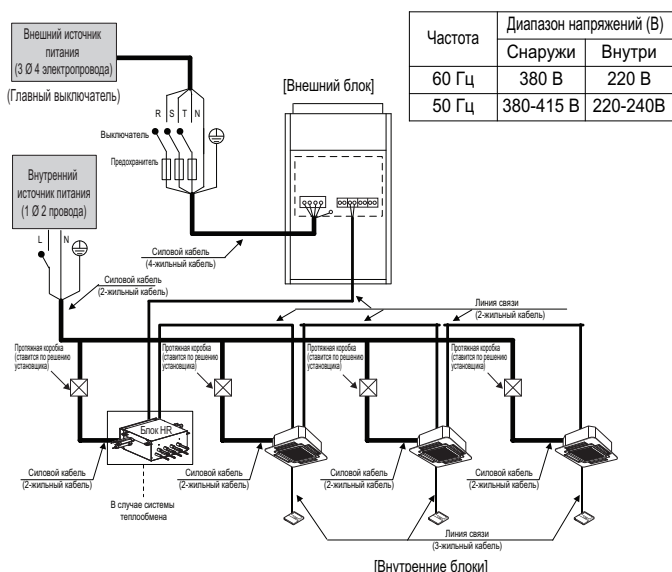 Внешний источник
питания
(3 Ø 4 электропровода)
(Главный выключатель)
Частота
Диапазон напряжений (В)
Снаружи
Внутри
60 Гц
380 В
220 В
50 Гц
380-415 В
220-240В
[Внешний блок]
R S T N
Выключатель
Предохранитель
Внутренний
источник питания
(1 Ø 2 провода)
L N
Силовой кабель
(4-жильный кабель)
Силовой кабель
(2-жильный кабель)
Линия связи
(2-жильный кабель)
Протяжная коробка
(ставится по решению
установщика)
Протяжная коробка
(ставится по решению
установщика)
Протяжная коробка
(ставится по решению
установщика)
Протяжная коробка
(ставится по решению
установщика)
Блок HR
Силовой кабель
(2-жильный кабель)
Силовой кабель
(2-жильный кабель)
Силовой кабель
(2-жильный кабель)
Силовой кабель
(2-жильный кабель)
В случае системы
теплообмена
Линия связи
(3-жильный кабель)
[Внутренние блоки]